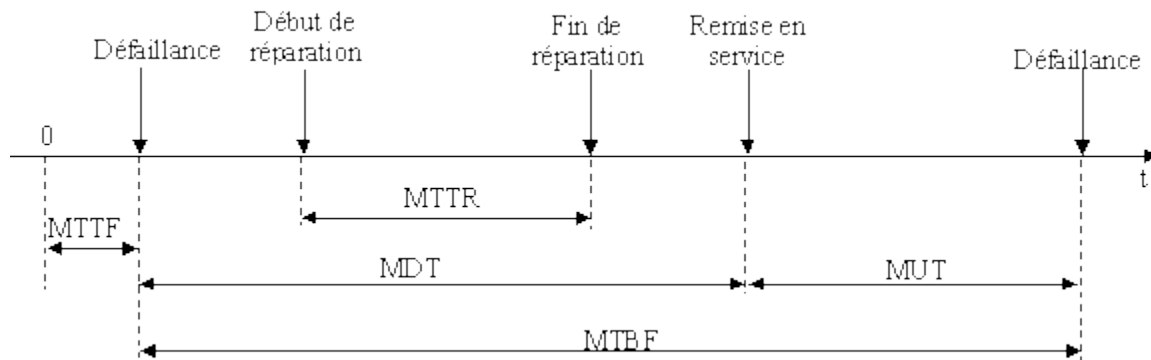 Défaillance
Début de
réparation
Fin de
réparation
Remise en
service
Défaillance
0
t
MTTR
MTTF
MDT
MUT
MTBF